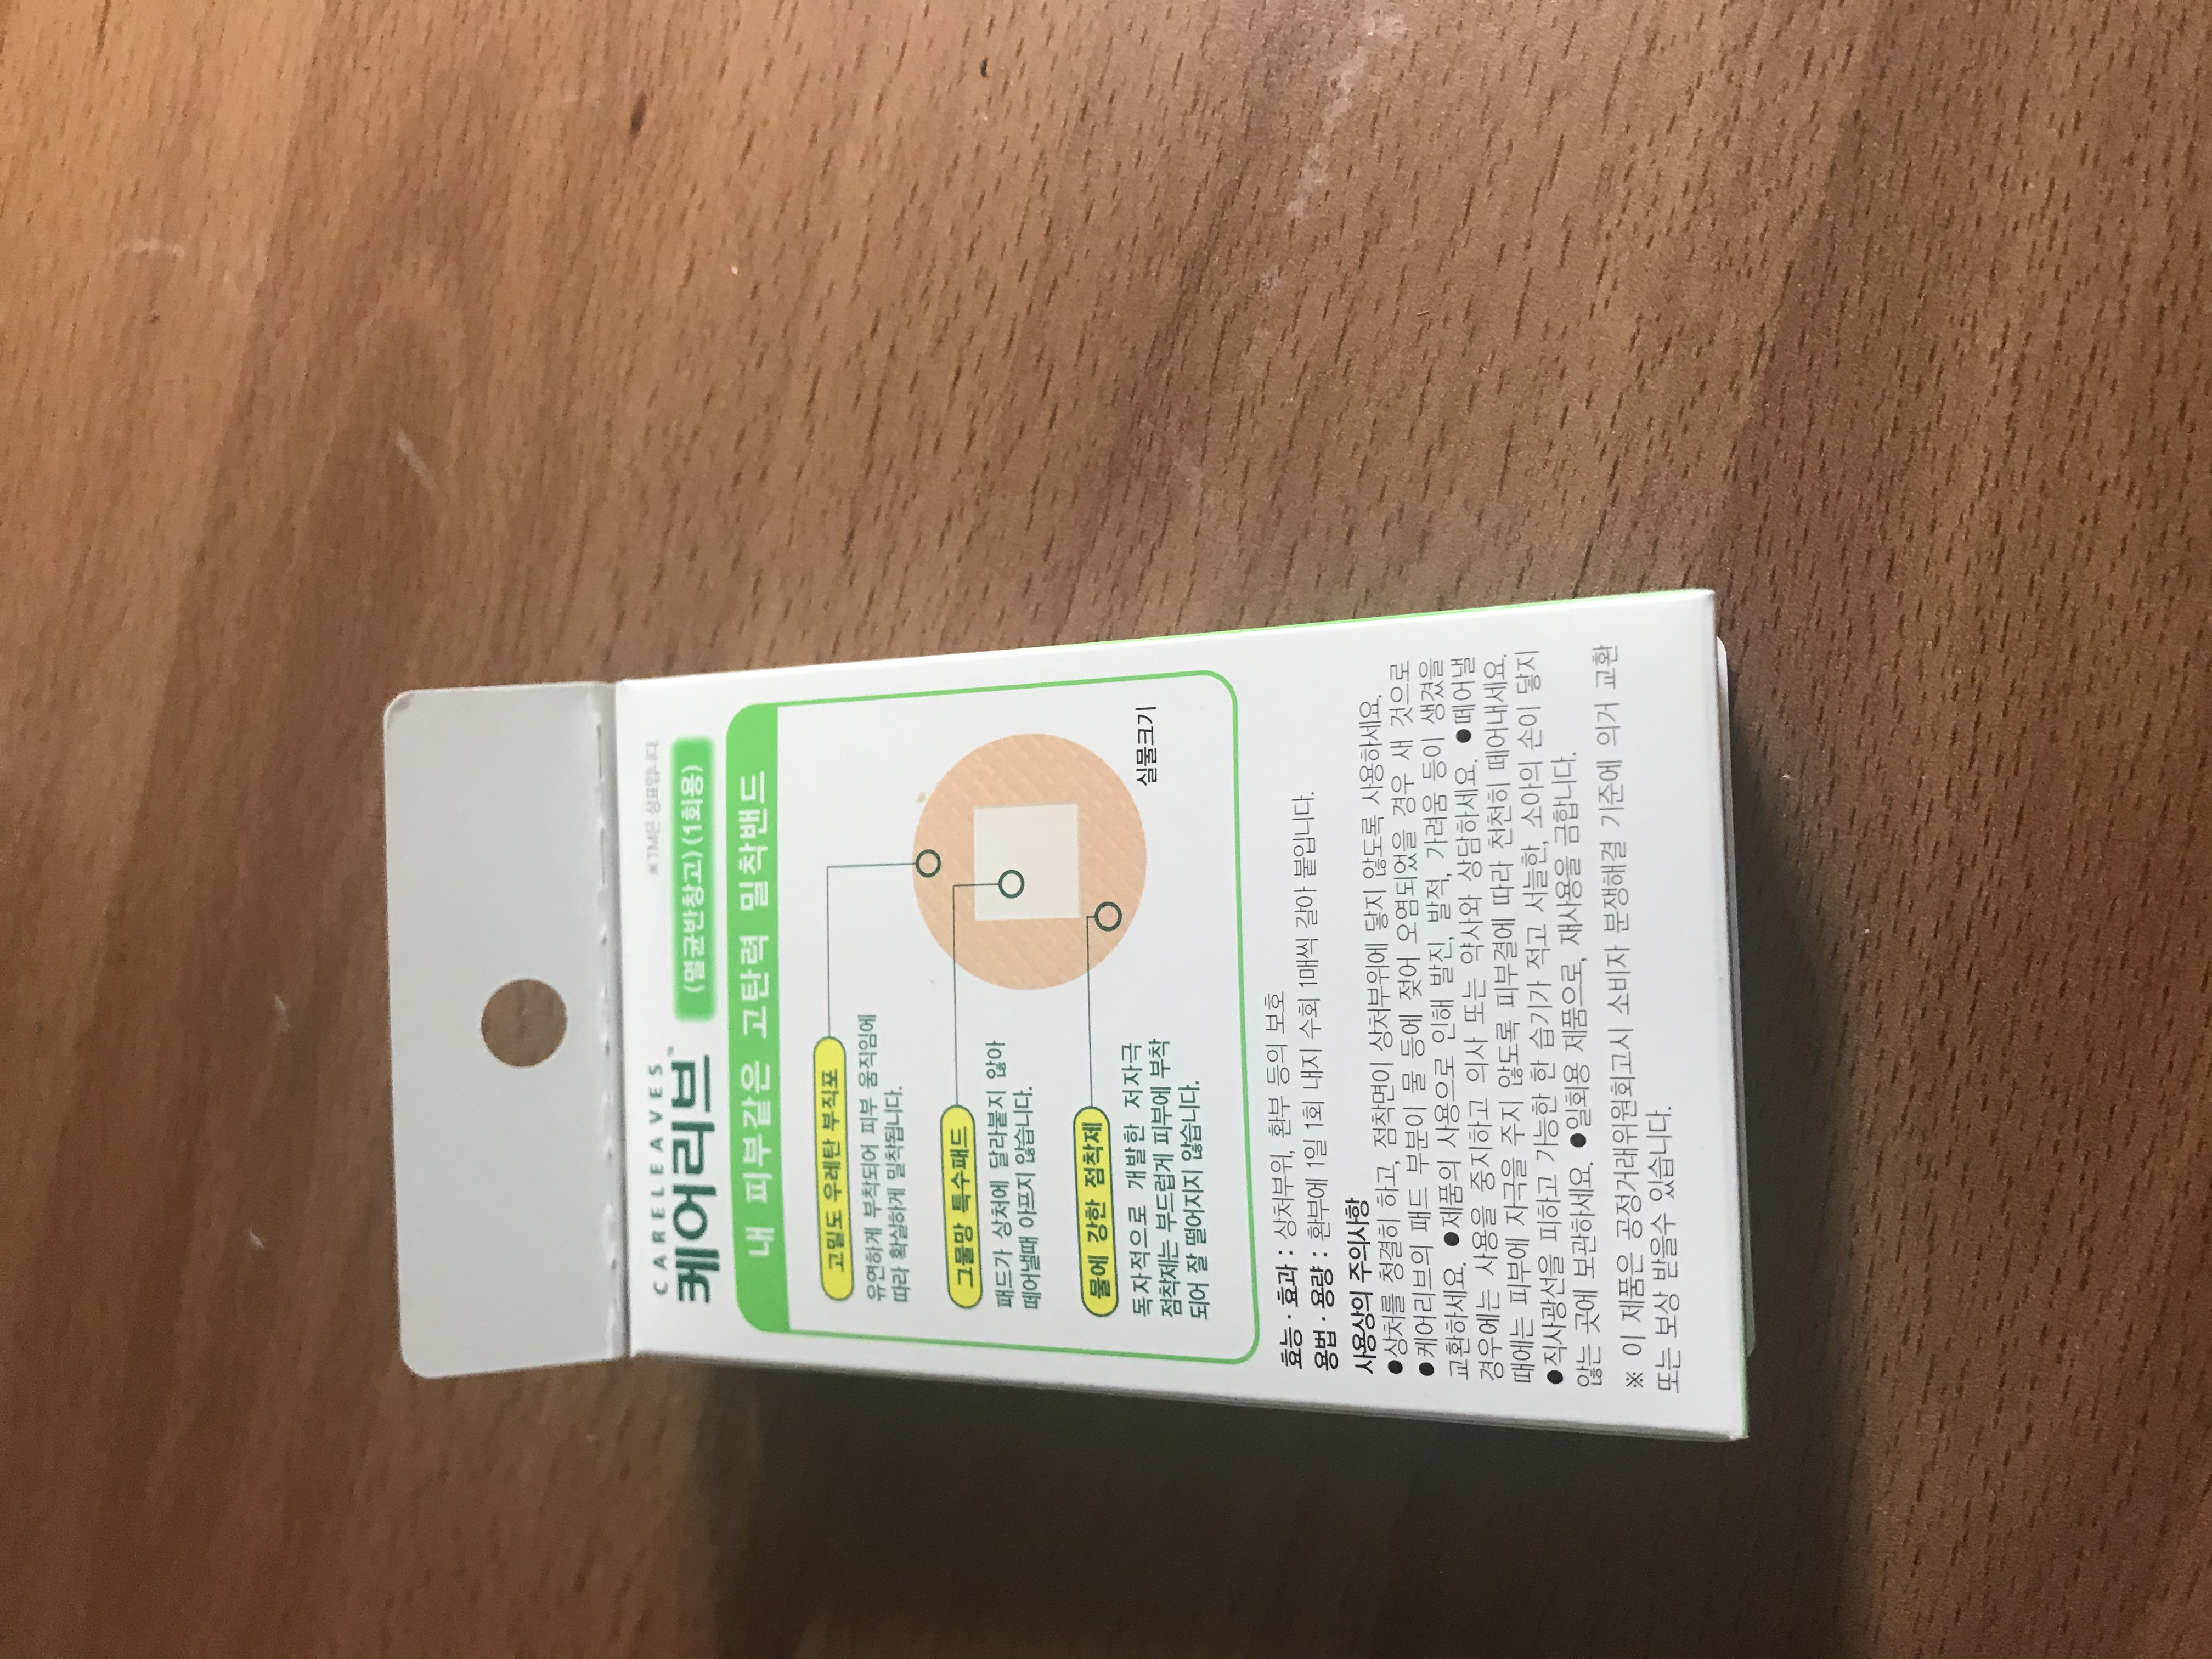 CARELEAVES
케어리브™
※TM은 상표입니다.
(멸균반창고)(1회용)
내 피부같은 고탄력 밀착밴드
고밀도 우레탄 부직포
유연하게 부착되어 피부 움직임에
따라 확실하게 밀착됩니다.
그물망 특수패드
패드가 상처에 달라붙지 않아
떼어낼때 아프지 않습니다.
물에 강한 점착제
독자적으로 개발한 저자극
점착제는 부드럽게 피부에 부착
되어 잘 떨어지지 않습니다.
실물크기
효능·효과 : 상처부위, 환부 등의 보호
용법·용량 : 환부에 1일 1회 내지 수회 1매씩 갈아 붙입니다.
사용상의 주의사항
●상처를 청결히 하고, 점착면이 상처부위에 닿지 않도록 사용하세요.
●케어리브의 패드 부분이 물 등에 젖어 오염되었을 경우 새 것으로
교환하세요. ●제품의 사용으로 인해 발진, 발적, 가려움 등이 생겼을
경우에는 사용을 중지하고 의사 또는 약사와 상담하세요. ●떼어낼
때에는 피부에 자극을 주지 않도록 피부결에 따라 천천히 떼어내세요.
●직사광선을 피하고 가능한 한 습기가 적고 서늘한, 소아의 손이 닿지
않는 곳에 보관하세요. ●일회용 제품으로, 재사용을 금합니다.
※ 이 제품은 공정거래위원회고시 소비자 분쟁해결 기준에 의거 교환
또는 보상 받을수 있습니다.